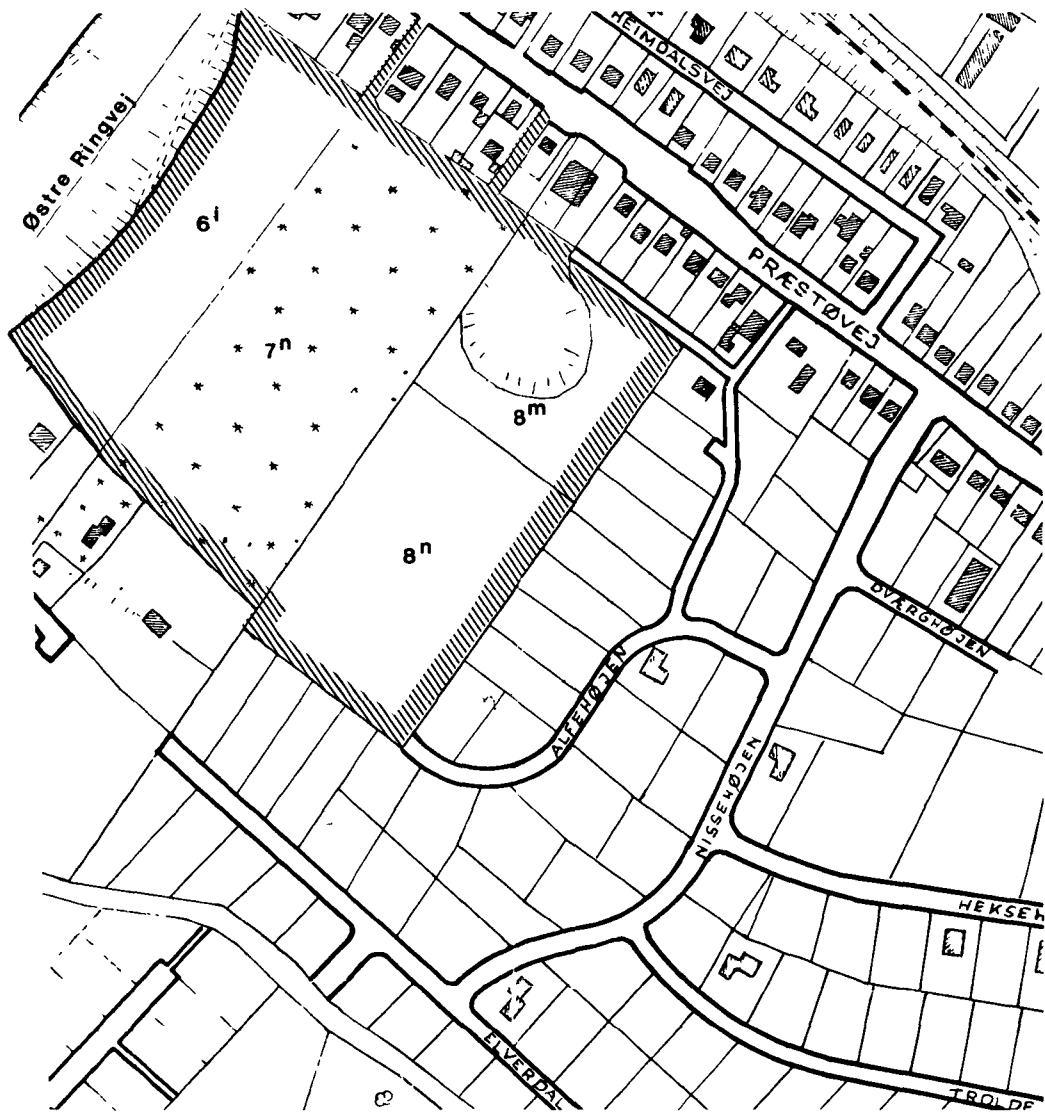 HEIMDALSVEJ
Østre Ringvej
6i
PRÆSTØVEJ
7n
8m
8n
DVÆRGHØJEN
ALFEHØJEN
NISSEHØJEN
HEKSEH
ELVERDAL
TROLDE